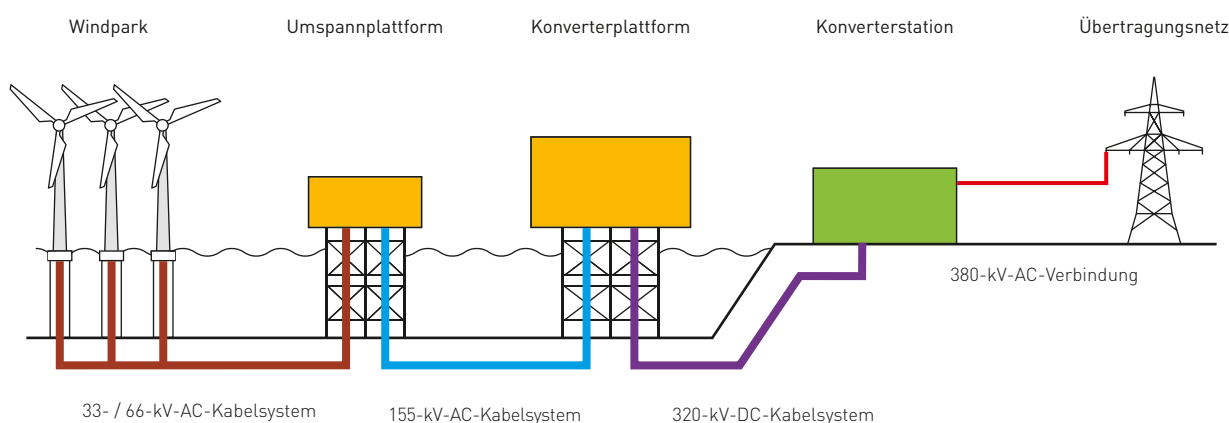 Windpark
Umspannplattform
Konverterplattform
Konverterstation
Übertragungsnetz
380-kV-AC-Verbindung
33- / 66-kV-AC-Kabelsystem
155-kV-AC-Kabelsystem
320-kV-DC-Kabelsystem